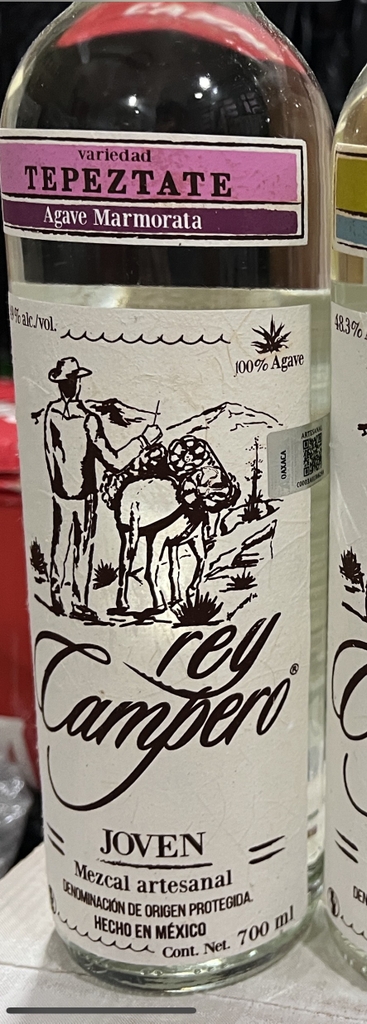 variedad
TEPEZTATE
Agave Marmorata
% alc./vol.
100% Agave
ARTESANAL
OAXACA
rey
Campero®
JOVEN
Mezcal artesanal
DENOMINACIÓN DE ORIGEN PROTEGIDA.
HECHO EN MÉXICO
Cont. Net. 700 ml
48.3%